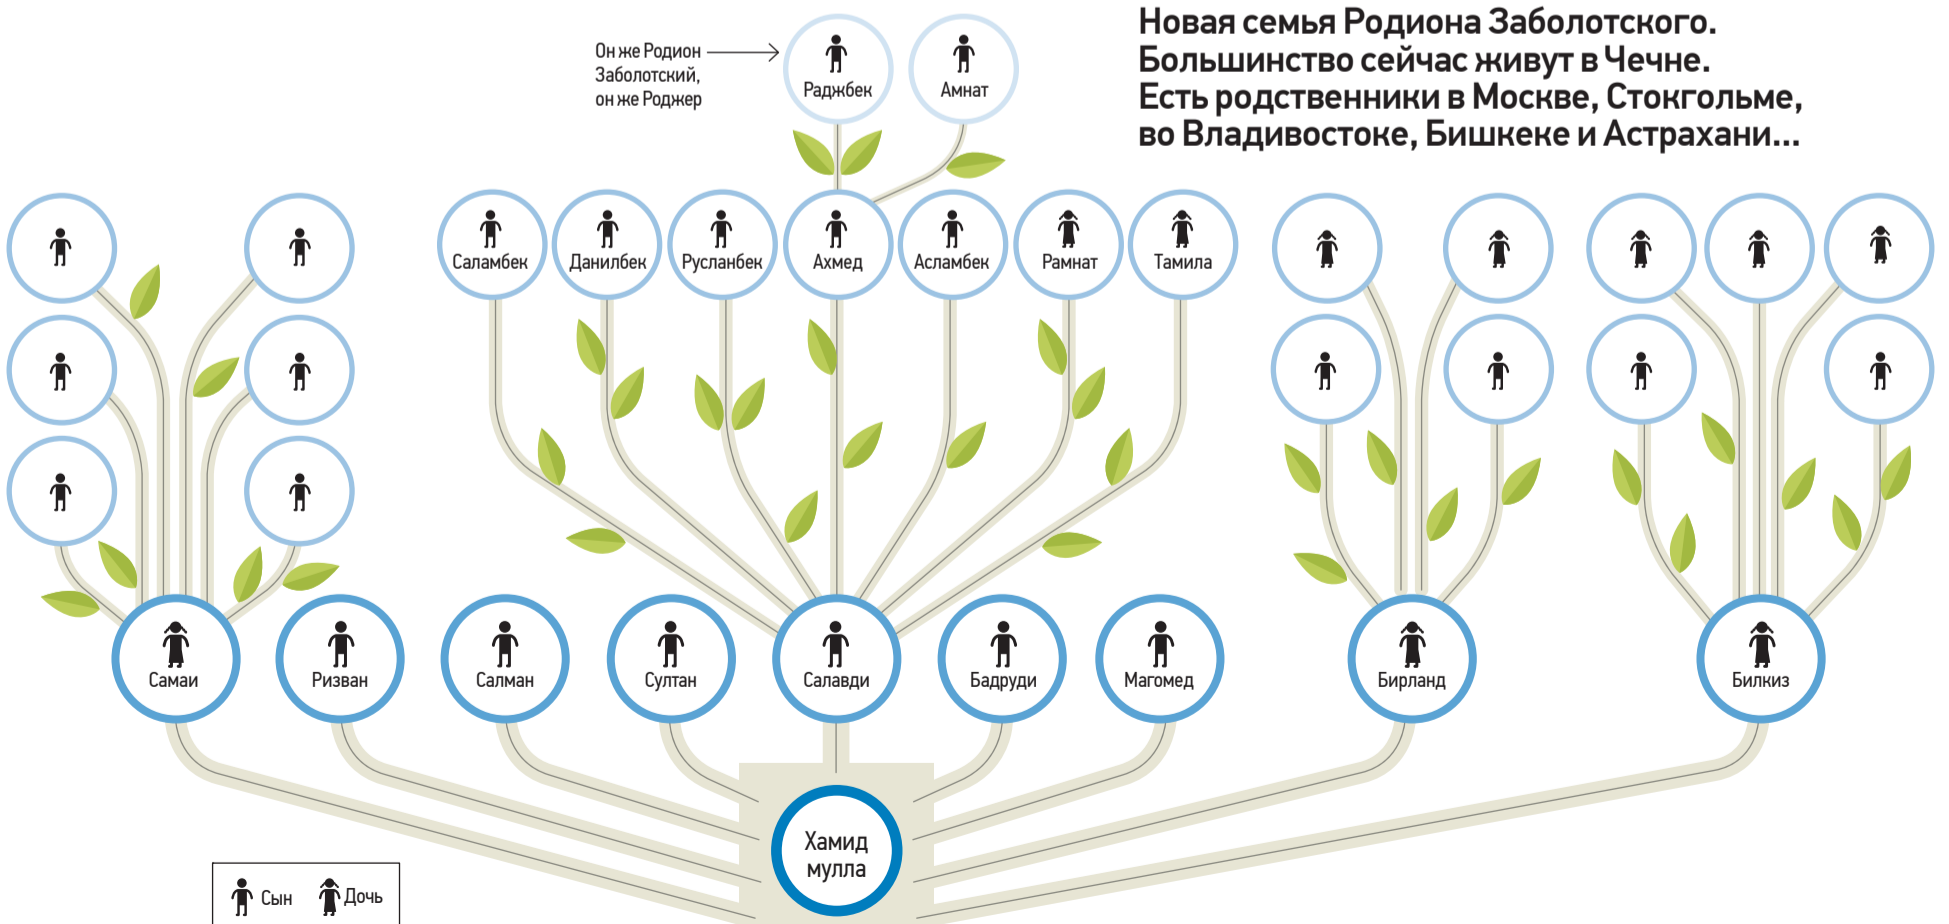 Новая семья Родиона Заболотского.
Большинство сейчас живут в Чечне.
Есть родственники в Москве, Стокгольме,
во Владивостоке, Бишкеке и Астрахани...
Он же Родион
Заболотский,
он же Роджер
Раджбек
Амнат
Саламбек
Данилбек
Русланбек
Ахмед
Асламбек
Рамнат
Тамила
Самаи
Ризван
Салман
Султан
Салавди
Бадруди
Магомед
Бирланд
Билкиз
Хамид
мулла
Сын
Дочь